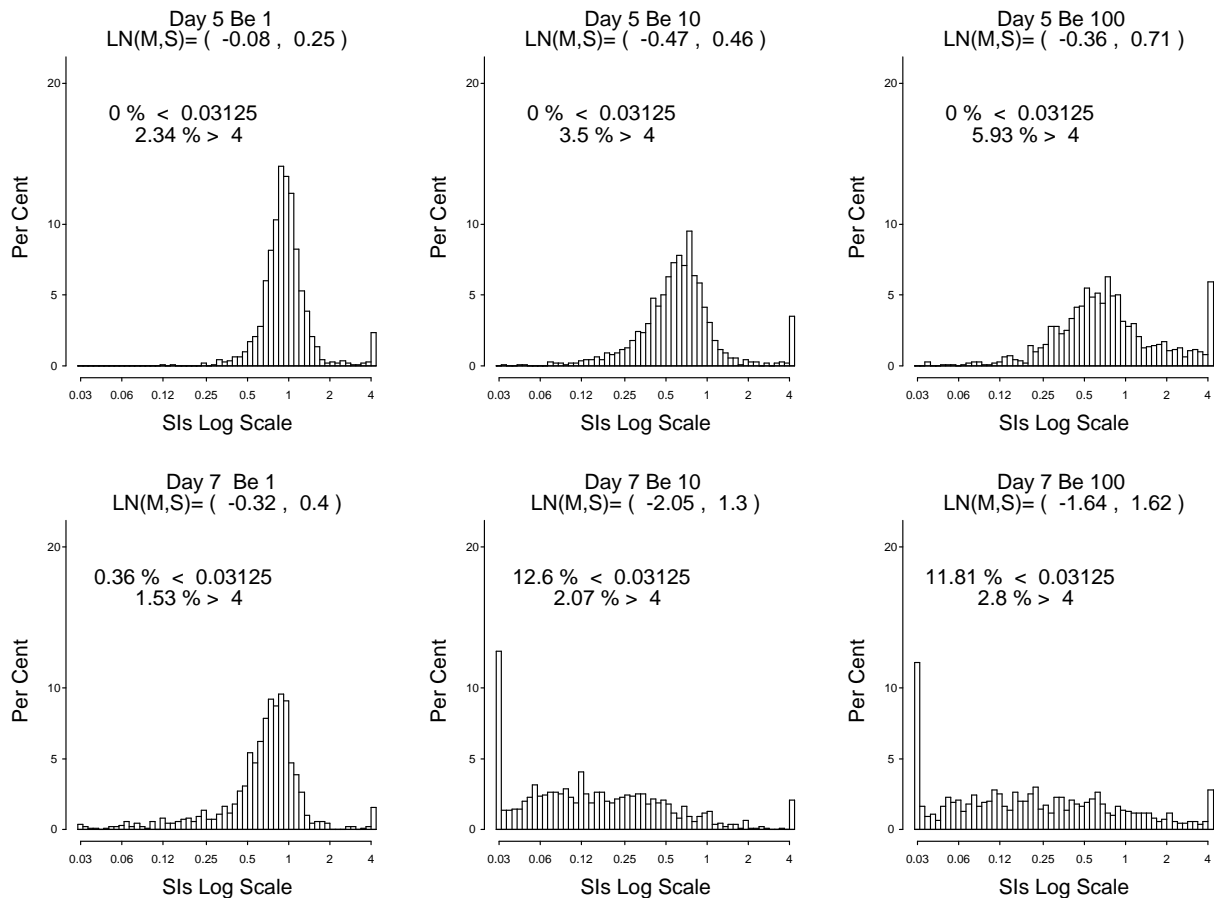 Day 5 Be 1
LN(M,S)= ( -0.08 , 0.25 )
0 % < 0.03125
2.34 % > 4
Per Cent
20
10
5
0
0.03 0.06 0.12 0.25 0.5 1 2 4
SIs Log Scale
Day 5 Be 10
LN(M,S)= ( -0.47 , 0.46 )
0 % < 0.03125
3.5 % > 4
Per Cent
20
10
5
0
0.03 0.06 0.12 0.25 0.5 1 2 4
SIs Log Scale
Day 5 Be 100
LN(M,S)= ( -0.36 , 0.71 )
0 % < 0.03125
5.93 % > 4
Per Cent
20
10
5
0
0.03 0.06 0.12 0.25 0.5 1 2 4
SIs Log Scale
Day 7 Be 1
LN(M,S)= ( -0.32 , 0.4 )
0.36 % < 0.03125
1.53 % > 4
Per Cent
20
10
5
0
0.03 0.06 0.12 0.25 0.5 1 2 4
SIs Log Scale
Day 7 Be 10
LN(M,S)= ( -2.05 , 1.3 )
12.6 % < 0.03125
2.07 % > 4
Per Cent
20
10
5
0
0.03 0.06 0.12 0.25 0.5 1 2 4
SIs Log Scale
Day 7 Be 100
LN(M,S)= ( -1.64 , 1.62 )
11.81 % < 0.03125
2.8 % > 4
Per Cent
20
10
5
0
0.03 0.06 0.12 0.25 0.5 1 2 4
SIs Log Scale